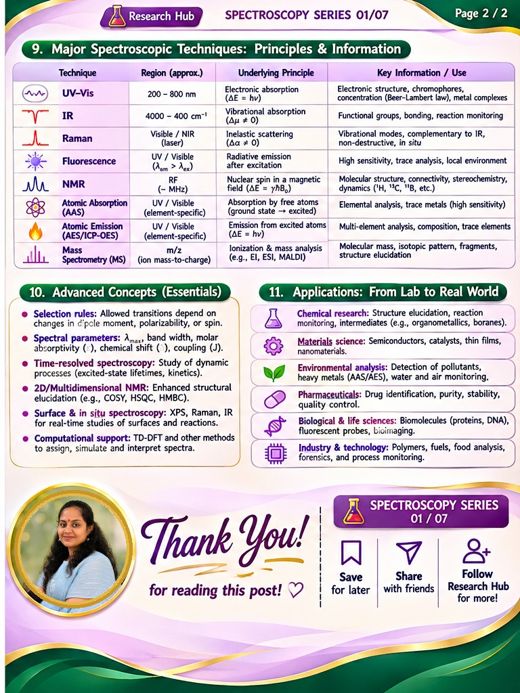 Research Hub
SPECTROSCOPY SERIES 01/07
Page 2 / 2
9. Major Spectroscopic Techniques: Principles & Information
Technique Region (approx.) Underlying Principle Key Information / Use
UV–Vis
200 – 800 nm
Electronic absorption
(ΔE = hν)
Electronic structure, chromophores,
concentration (Beer–Lambert law), metal complexes
IR
4000 – 400 cm⁻¹
Vibrational absorption
(Δμ ≠ 0)
Functional groups, bonding, reaction monitoring
Raman
Visible / NIR
(laser)
Inelastic scattering
(Δα ≠ 0)
Vibrational modes, complementary to IR,
non-destructive, in situ
Fluorescence
UV / Visible
(λem > λex)
Radiative emission
after excitation
High sensitivity, trace analysis, local environment
NMR
RF
(~ MHz)
Nuclear spin in a magnetic
field (ΔE = γħB₀)
Molecular structure, connectivity, stereochemistry,
dynamics (¹H, ¹³C, ¹¹B, etc.)
Atomic Absorption
(AAS)
UV / Visible
(element-specific)
Absorption by free atoms
(ground state → excited)
Elemental analysis, trace metals (high sensitivity)
Atomic Emission
(AES/ICP-OES)
UV / Visible
(element-specific)
Emission from excited atoms
(ΔE = hν)
Multi-element analysis, composition, trace elements
Mass
Spectrometry (MS)
m/z
(ion mass-to-charge)
Ionization & mass analysis
(e.g., EI, ESI, MALDI)
Molecular mass, isotopic pattern, fragments,
structure elucidation
10. Advanced Concepts (Essentials)
Selection rules: Allowed transitions depend on
changes in dipole moment, polarizability, or spin.
Spectral parameters: λmax, band width, molar
absorptivity ( ), chemical shift ( ), coupling (J).
Time-resolved spectroscopy: Study of dynamic
processes (excited-state lifetimes, kinetics).
2D/Multidimensional NMR: Enhanced structural
elucidation (e.g., COSY, HSQC, HMBC).
Surface & in situ spectroscopy: XPS, Raman, IR
for real-time studies of surfaces and reactions.
Computational support: TD-DFT and other methods
to assign, simulate and interpret spectra.
11. Applications: From Lab to Real World
Chemical research: Structure elucidation, reaction
monitoring, intermediates (e.g., organometallics, boranes).
Materials science: Semiconductors, catalysts, thin films,
nanomaterials.
Environmental analysis: Detection of pollutants,
heavy metals (AAS/AES), water and air monitoring,
Pharmaceuticals: Drug identification, purity, stability,
quality control.
Biological & life sciences: Biomolecules (proteins, DNA),
fluorescent probes, bioimaging.
Industry & technology: Polymers, fuels, food analysis,
forensics, and process monitoring.
Thank You!
for reading this post! ♡
SPECTROSCOPY SERIES
01 / 07
Save
for later
Share
with friends
Follow
Research Hub
for more!